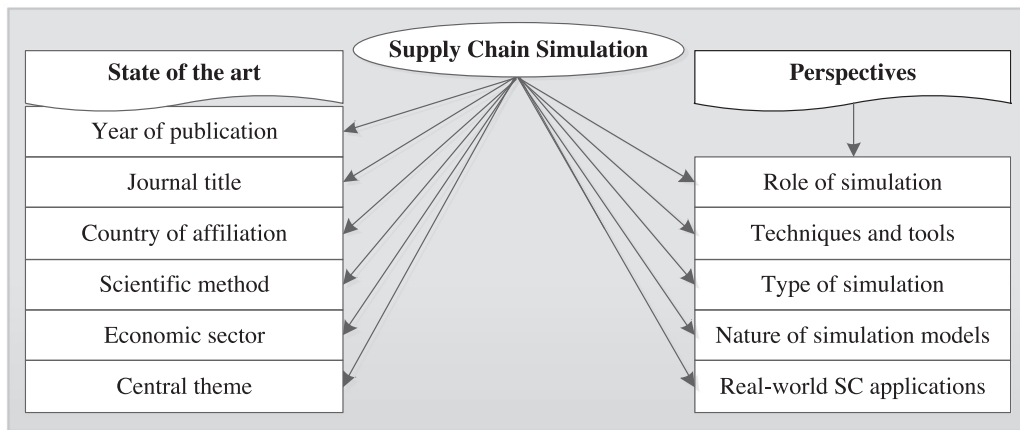 Supply Chain Simulation
State of the art
Year of publication
Journal title
Country of affiliation
Scientific method
Economic sector
Central theme
Perspectives
Role of simulation
Techniques and tools
Type of simulation
Nature of simulation models
Real-world SC applications